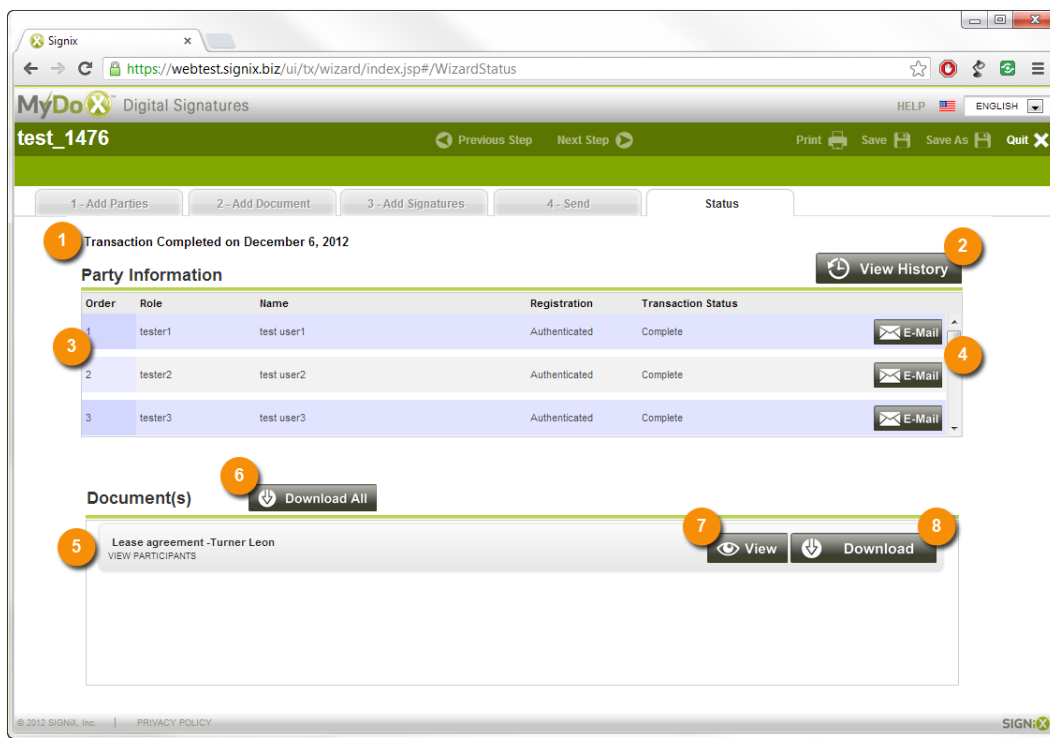 Signix
https://webtest.signix.biz/ui/tx/wizard/index.jsp#/WizardStatus
MyDoX™ Digital Signatures
HELP ENGLISH
test_1476
Previous Step Next Step
Print Save Save As Quit
1 - Add Parties 2 - Add Document 3 - Add Signatures 4 - Send Status
1 Transaction Completed on December 6, 2012
2
Party Information
View History
Order Role Name Registration Transaction Status
1 tester1 test user1 Authenticated Complete E-Mail
3
4
2 tester2 test user2 Authenticated Complete E-Mail
3 tester3 test user3 Authenticated Complete E-Mail
6
Document(s) Download All
7 8
5 Lease agreement -Turner Leon
VIEW PARTICIPANTS
View Download
© 2012 SIGNiX, Inc. | PRIVACY POLICY
SIGNiX